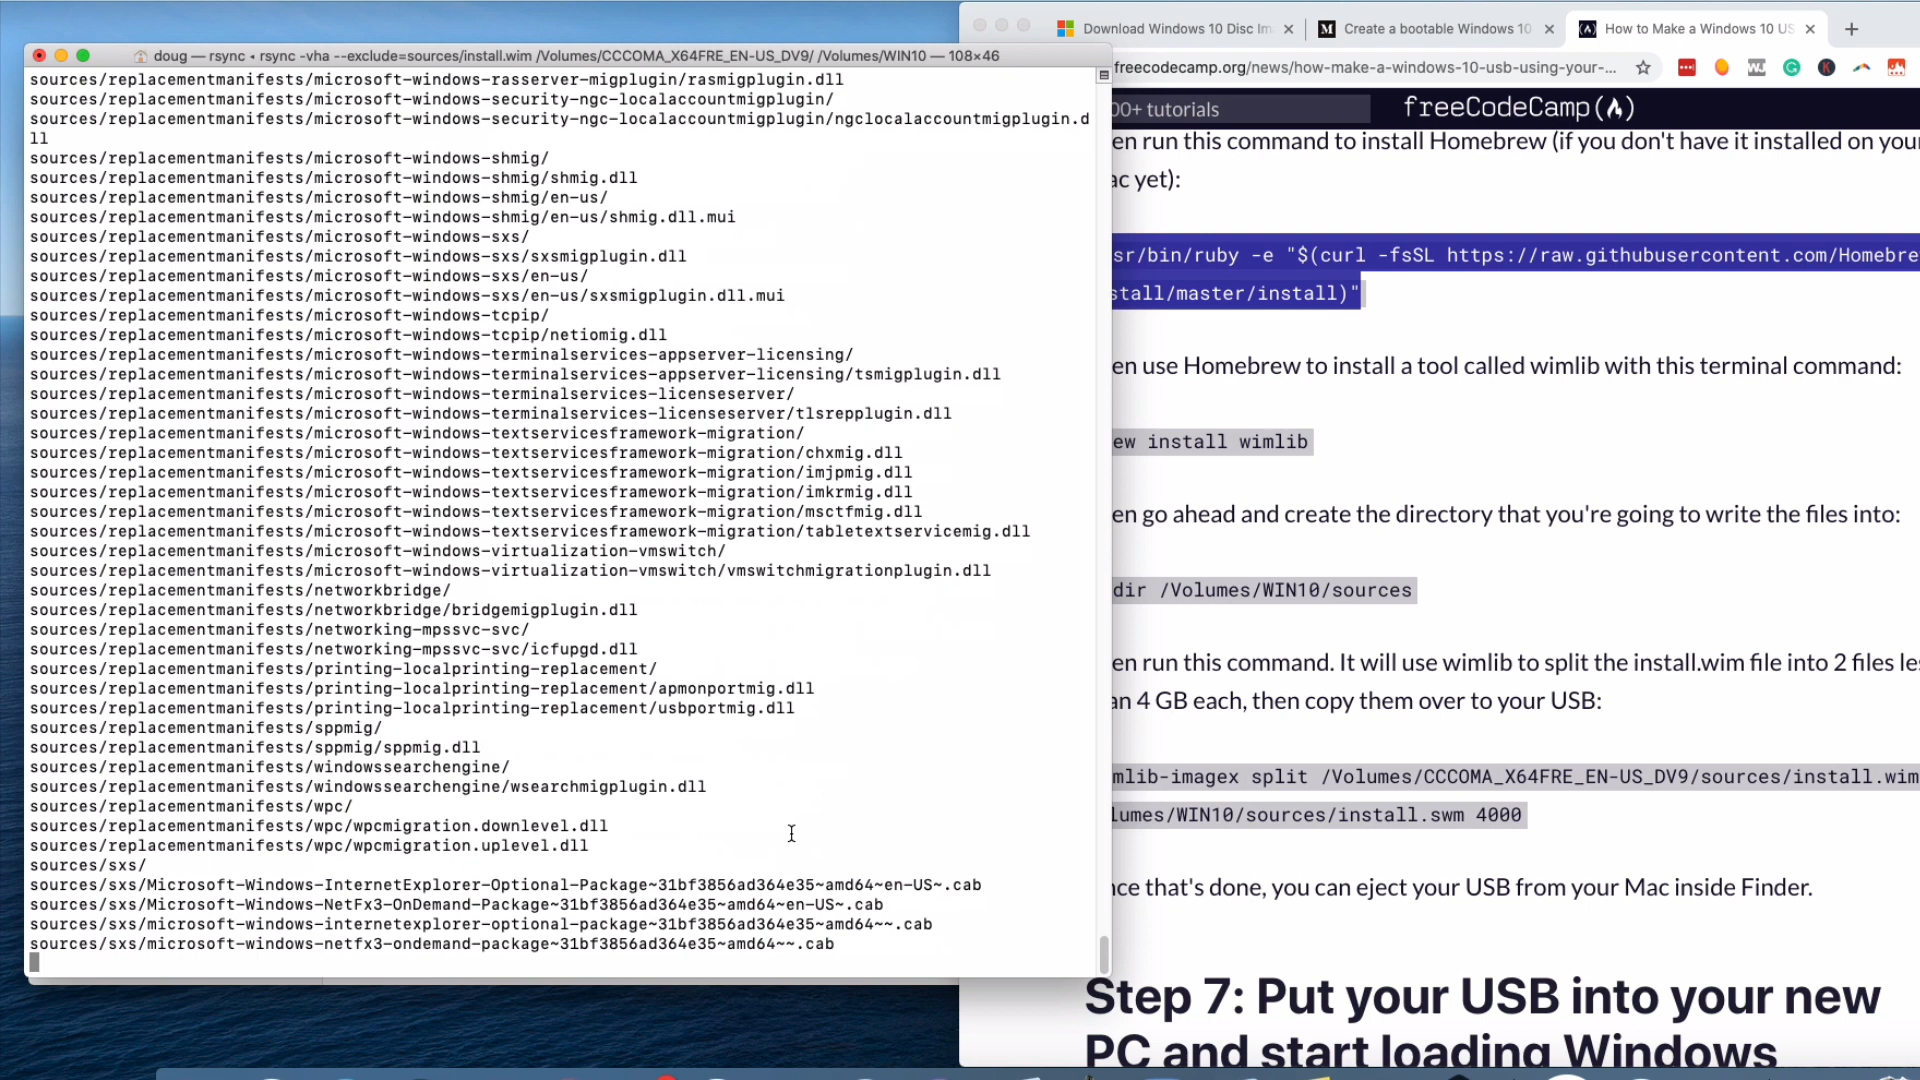 Download Windows 10 Disc Im
Create a bootable Windows 10
How to Make a Windows 10 US
doug — rsync ◂ rsync -vha --exclude=sources/install.wim /Volumes/CCCOMA_X64FRE_EN-US_DV9/ /Volumes/WIN10 — 108×46
freecodecamp.org/news/how-make-a-windows-10-usb-using-your-...
sources/replacementmanifests/microsoft-windows-rasserver-migplugin/rasmigplugin.dll
sources/replacementmanifests/microsoft-windows-security-ngc-localaccountmigplugin/
sources/replacementmanifests/microsoft-windows-security-ngc-localaccountmigplugin/ngclocalaccountmigplugin.d
ll
sources/replacementmanifests/microsoft-windows-shmig/
sources/replacementmanifests/microsoft-windows-shmig/shmig.dll
sources/replacementmanifests/microsoft-windows-shmig/en-us/
sources/replacementmanifests/microsoft-windows-shmig/en-us/shmig.dll.mui
sources/replacementmanifests/microsoft-windows-sxs/
sources/replacementmanifests/microsoft-windows-sxs/sxsmigplugin.dll
sources/replacementmanifests/microsoft-windows-sxs/en-us/
sources/replacementmanifests/microsoft-windows-sxs/en-us/sxsmigplugin.dll.mui
sources/replacementmanifests/microsoft-windows-tcpip/
sources/replacementmanifests/microsoft-windows-tcpip/netiomig.dll
sources/replacementmanifests/microsoft-windows-terminalservices-appserver-licensing/
sources/replacementmanifests/microsoft-windows-terminalservices-appserver-licensing/tsmigplugin.dll
sources/replacementmanifests/microsoft-windows-terminalservices-licenseserver/
sources/replacementmanifests/microsoft-windows-terminalservices-licenseserver/tlsrepplugin.dll
sources/replacementmanifests/microsoft-windows-textservicesframework-migration/
sources/replacementmanifests/microsoft-windows-textservicesframework-migration/chxmig.dll
sources/replacementmanifests/microsoft-windows-textservicesframework-migration/imjpmig.dll
sources/replacementmanifests/microsoft-windows-textservicesframework-migration/imkrmig.dll
sources/replacementmanifests/microsoft-windows-textservicesframework-migration/msctfmig.dll
sources/replacementmanifests/microsoft-windows-textservicesframework-migration/tabletextservicemig.dll
sources/replacementmanifests/microsoft-windows-virtualization-vmswitch/
sources/replacementmanifests/microsoft-windows-virtualization-vmswitch/vmswitchmigrationplugin.dll
sources/replacementmanifests/networkbridge/
sources/replacementmanifests/networkbridge/bridgemigplugin.dll
sources/replacementmanifests/networking-mpssvc-svc/
sources/replacementmanifests/networking-mpssvc-svc/icfupgd.dll
sources/replacementmanifests/printing-localprinting-replacement/
sources/replacementmanifests/printing-localprinting-replacement/apmonportmig.dll
sources/replacementmanifests/printing-localprinting-replacement/usbportmig.dll
sources/replacementmanifests/sppmig/
sources/replacementmanifests/sppmig/sppmig.dll
sources/replacementmanifests/windowssearchengine/
sources/replacementmanifests/windowssearchengine/wsearchmigplugin.dll
sources/replacementmanifests/wpc/
sources/replacementmanifests/wpc/wpcmigration.downlevel.dll
sources/replacementmanifests/wpc/wpcmigration.uplevel.dll
sources/sxs/
sources/sxs/Microsoft-Windows-InternetExplorer-Optional-Package~31bf3856ad364e35~amd64~en-US~.cab
sources/sxs/Microsoft-Windows-NetFx3-OnDemand-Package~31bf3856ad364e35~amd64~en-US~.cab
sources/sxs/microsoft-windows-internetexplorer-optional-package~31bf3856ad364e35~amd64~~.cab
sources/sxs/microsoft-windows-netfx3-ondemand-package~31bf3856ad364e35~amd64~~.cab
00+ tutorials
freeCodeCamp
en run this command to install Homebrew (if you don't have it installed on your
ac yet):
sr/bin/ruby -e "$(curl -fsSL https://raw.githubusercontent.com/Homebre
stall/master/install)"
en use Homebrew to install a tool called wimlib with this terminal command:
ew install wimlib
en go ahead and create the directory that you're going to write the files into:
dir /Volumes/WIN10/sources
en run this command. It will use wimlib to split the install.wim file into 2 files les
an 4 GB each, then copy them over to your USB:
mlib-imagex split /Volumes/CCCOMA_X64FRE_EN-US_DV9/sources/install.wim
lumes/WIN10/sources/install.swm 4000
nce that's done, you can eject your USB from your Mac inside Finder.
Step 7: Put your USB into your new
PC and start loading Windows